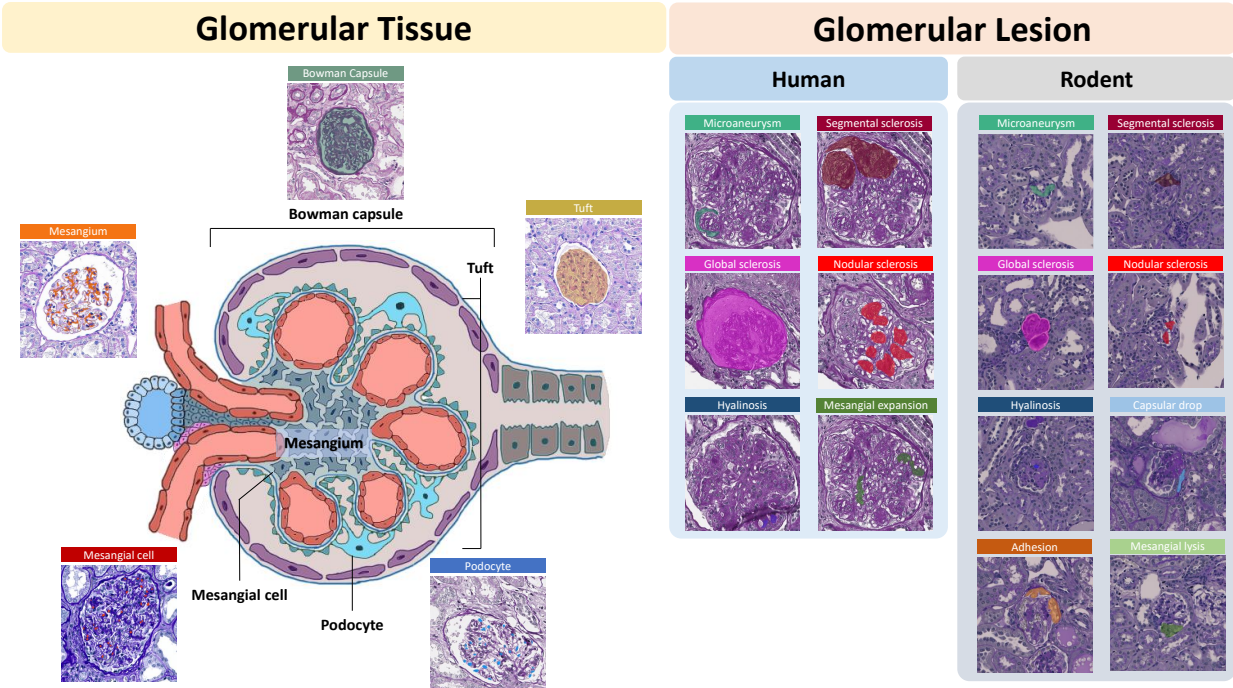 Glomerular Tissue
Bowman Capsule
Bowman capsule
Mesangium
Tuft
Tuft
Mesangium
Mesangial cell
Mesangial cell
Podocyte
Podocyte
Glomerular Lesion
Human
Microaneurysm
Segmental sclerosis
Global sclerosis
Nodular sclerosis
Hyalinosis
Mesangial expansion
Rodent
Microaneurysm
Segmental sclerosis
Global sclerosis
Nodular sclerosis
Hyalinosis
Capsular drop
Adhesion
Mesangial lysis